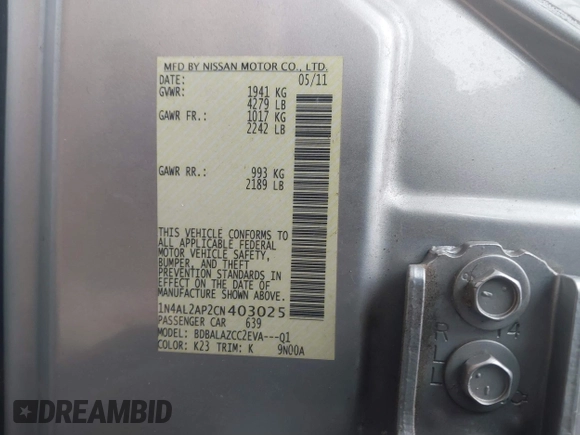 MFD BY NISSAN MOTOR CO., LTD.
DATE: 05/11
GVWR: 1941 KG
4279 LB
GAWR FR.: 1017 KG
2242 LB
GAWR RR.: 993 KG
2189 LB
THIS VEHICLE CONFORMS TO
ALL APPLICABLE FEDERAL
MOTOR VEHICLE SAFETY,
BUMPER, AND THEFT
PREVENTION STANDARDS IN
EFFECT ON THE DATE OF
MANUFACTURE SHOWN ABOVE.
1N4AL2AP2CN403025
PASSENGER CAR 639
MODEL: BDBALAZCC2EVA---Q1
COLOR: K23 TRIM: K 9N00A
R 14
DREAMBID